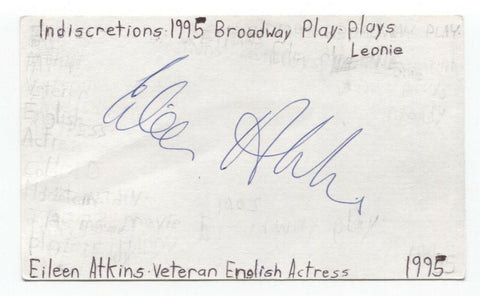 Indiscretions·1995 Broadway Play·plays
Leonie
Eileen Atkins
Eileen Atkins·Veteran English Actress 1995